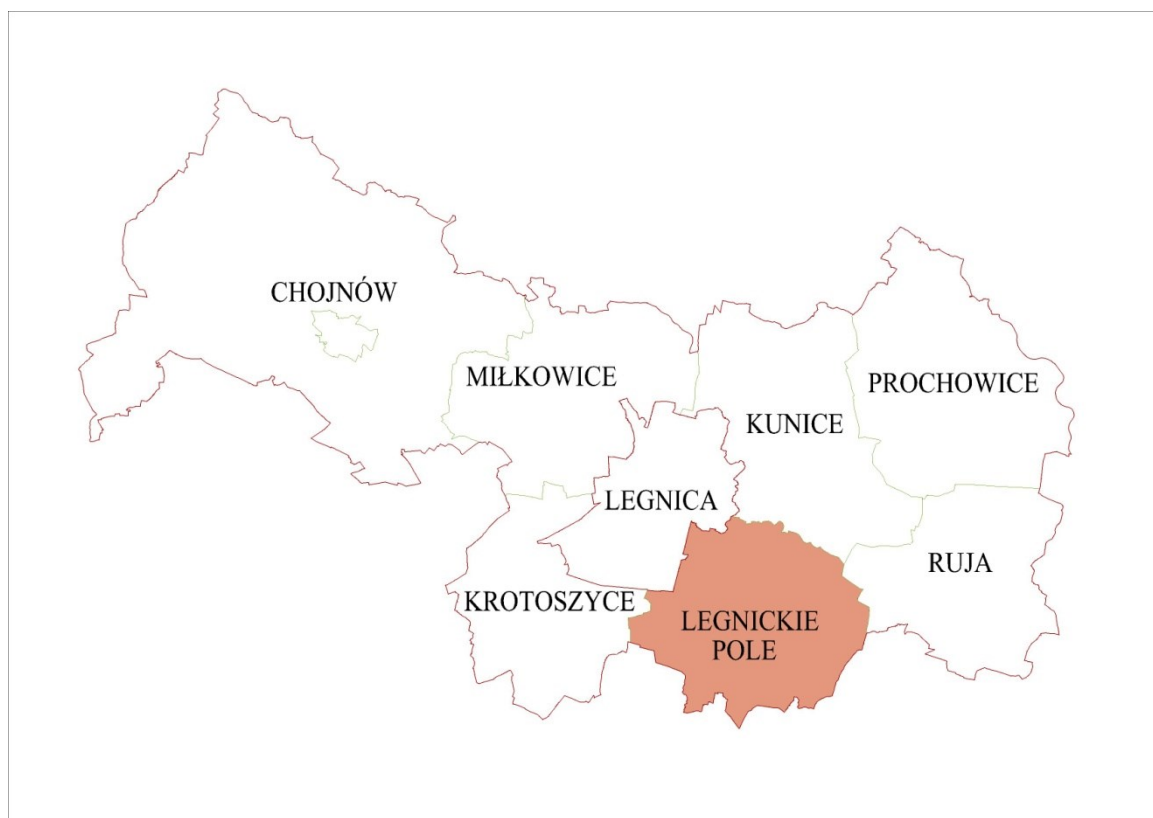 CHOJNÓW
MIŁKOWICE
PROCHOWICE
KUNICE
LEGNICA
RUJA
KROTOSZYCE
LEGNICKIE
POLE